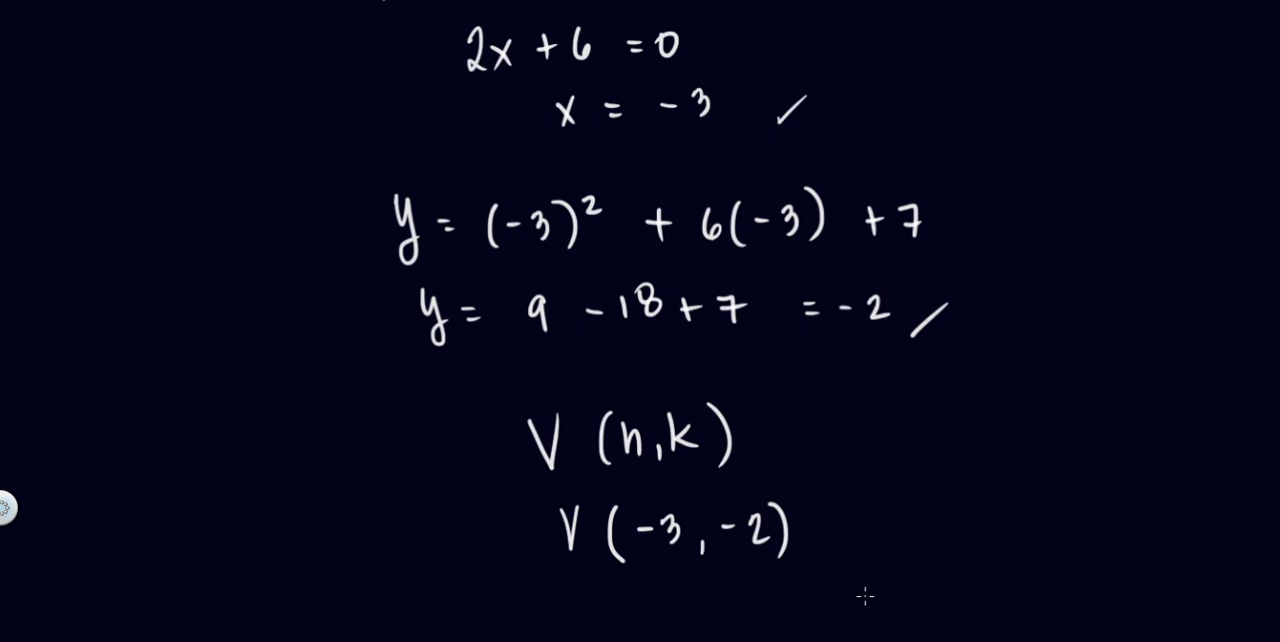 2x + 6 = 0
x = - 3 ✓
y = (-3)² + 6(-3) + 7
y = 9 - 18 + 7 = - 2
V (h,k)
V (-3, -2)